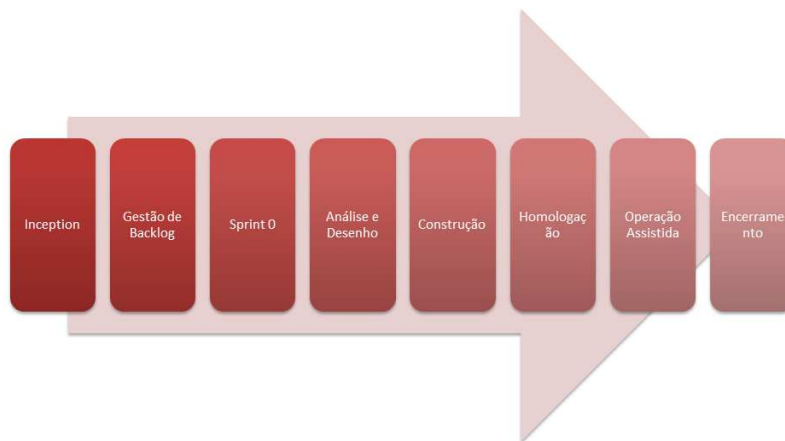 Inception
Gestão de
Backlog
Sprint 0
Análise e
Desenho
Construção
Homologaç
ão
Operação
Assistida
Encerrame
nto